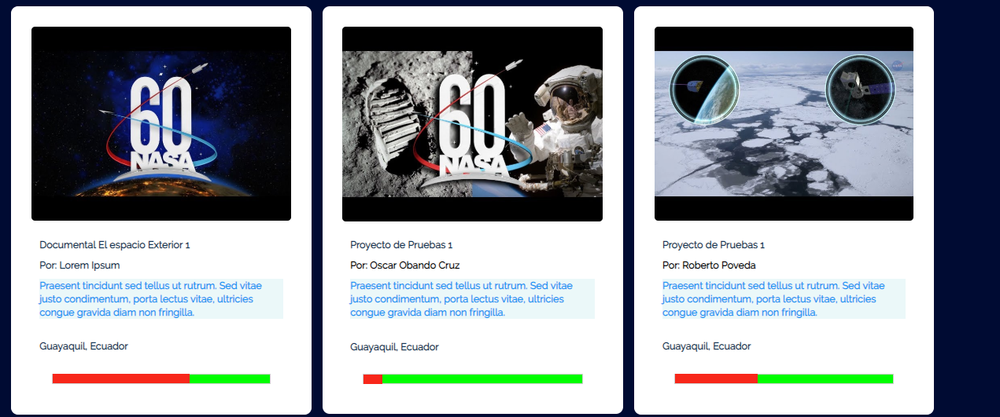 60
NASA
Documental El espacio Exterior 1
Por: Lorem Ipsum
Praesent tincidunt sed tellus ut rutrum. Sed vitae
justo condimentum, porta lectus vitae, ultricies
congue gravida diam non fringilla.
Guayaquil, Ecuador
60
NASA
Proyecto de Pruebas 1
Por: Oscar Obando Cruz
Praesent tincidunt sed tellus ut rutrum. Sed vitae
justo condimentum, porta lectus vitae, ultricies
congue gravida diam non fringilla.
Guayaquil, Ecuador
Proyecto de Pruebas 1
Por: Roberto Poveda
Praesent tincidunt sed tellus ut rutrum. Sed vitae
justo condimentum, porta lectus vitae, ultricies
congue gravida diam non fringilla.
Guayaquil, Ecuador